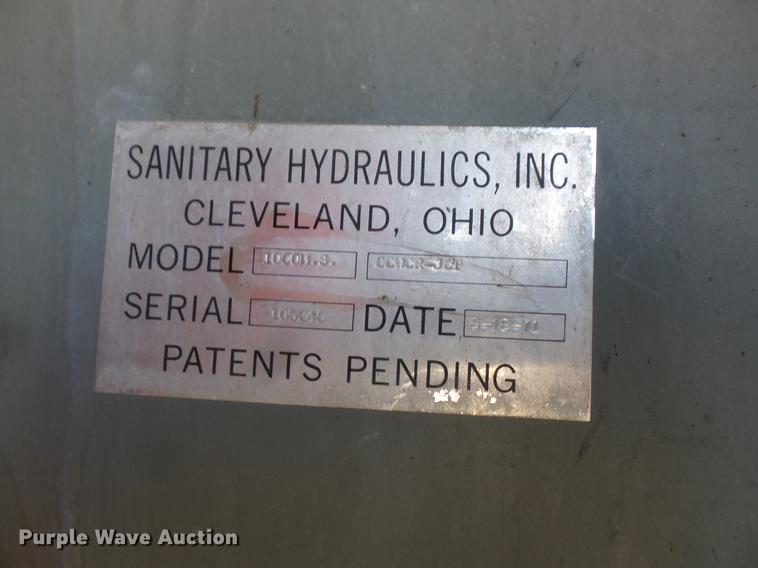 SANITARY HYDRAULICS, INC.
CLEVELAND, OHIO
MODEL
SERIAL DATE
PATENTS PENDING
Purple Wave Auction